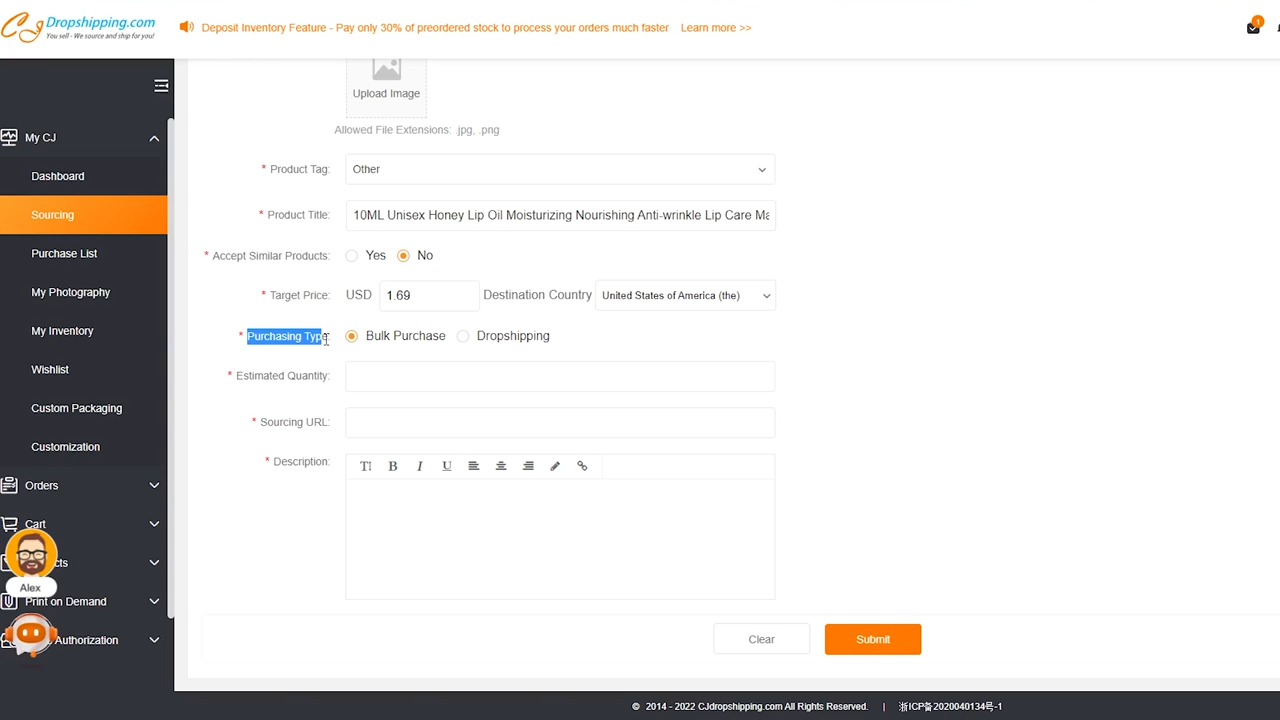 CJ Dropshipping.com
You sell - We source and ship for you!
Deposit Inventory Feature - Pay only 30% of preordered stock to process your orders much faster Learn more >>
1
My CJ
Dashboard
Sourcing
Purchase List
My Photography
My Inventory
Wishlist
Custom Packaging
Customization
Orders
Cart
cts
Alex
Print on Demand
Authorization
Upload Image
Allowed File Extensions: .jpg, .png
* Product Tag: Other
* Product Title: 10ML Unisex Honey Lip Oil Moisturizing Nourishing Anti-wrinkle Lip Care Ma
* Accept Similar Products: Yes No
* Target Price: USD 1.69 Destination Country United States of America (the)
* Purchasing Type: Bulk Purchase Dropshipping
* Estimated Quantity:
* Sourcing URL:
* Description: T B I U
Clear Submit
© 2014 - 2022 CJdropshipping.com All Rights Reserved. | 浙ICP备2020040134号-1